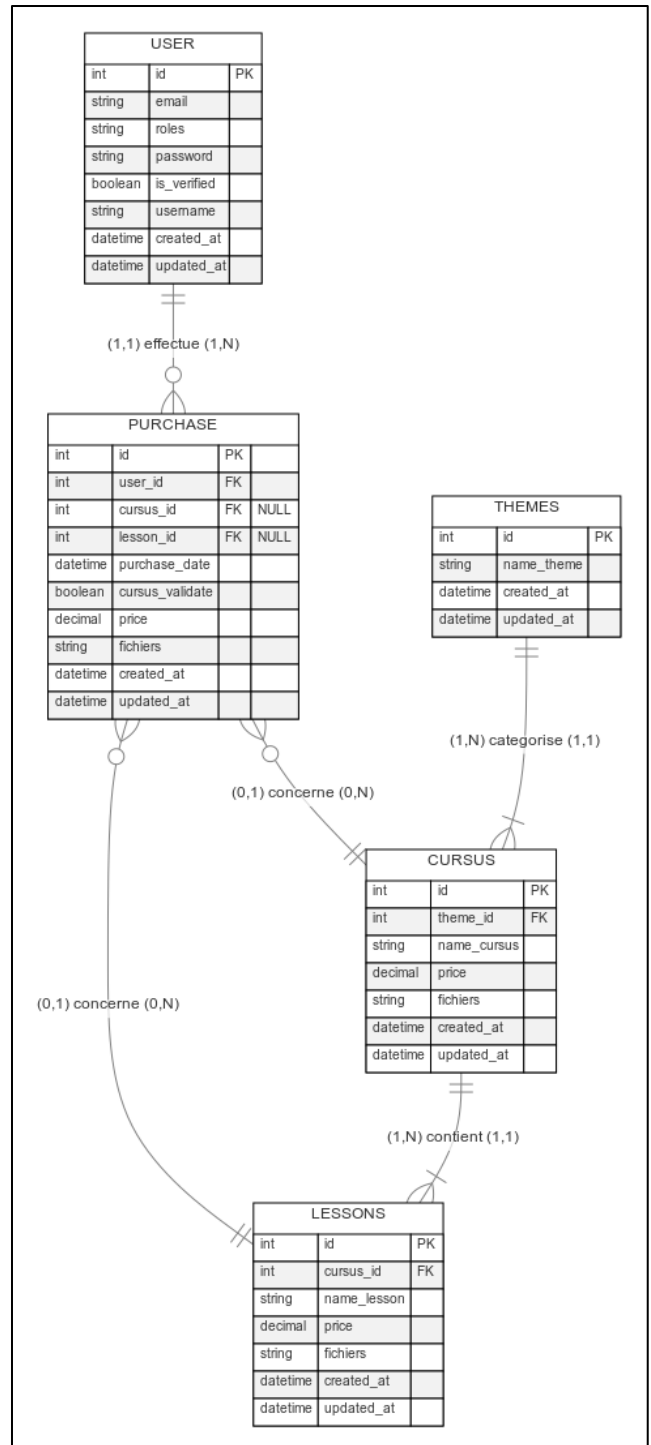 USER
int id PK
string email
string roles
string password
boolean is_verified
string username
datetime created_at
datetime updated_at
(1,1) effectue (1,N)
PURCHASE
int id PK
int user_id FK
int cursus_id FK NULL
int lesson_id FK NULL
datetime purchase_date
boolean cursus_validate
decimal price
string fichiers
datetime created_at
datetime updated_at
THEMES
int id PK
string name_theme
datetime created_at
datetime updated_at
(1,N) categorise (1,1)
(0,1) concerne (0,N)
CURSUS
int id PK
int theme_id FK
string name_cursus
decimal price
string fichiers
datetime created_at
datetime updated_at
(0,1) concerne (0,N)
(1,N) contient (1,1)
LESSONS
int id PK
int cursus_id FK
string name_lesson
decimal price
string fichiers
datetime created_at
datetime updated_at